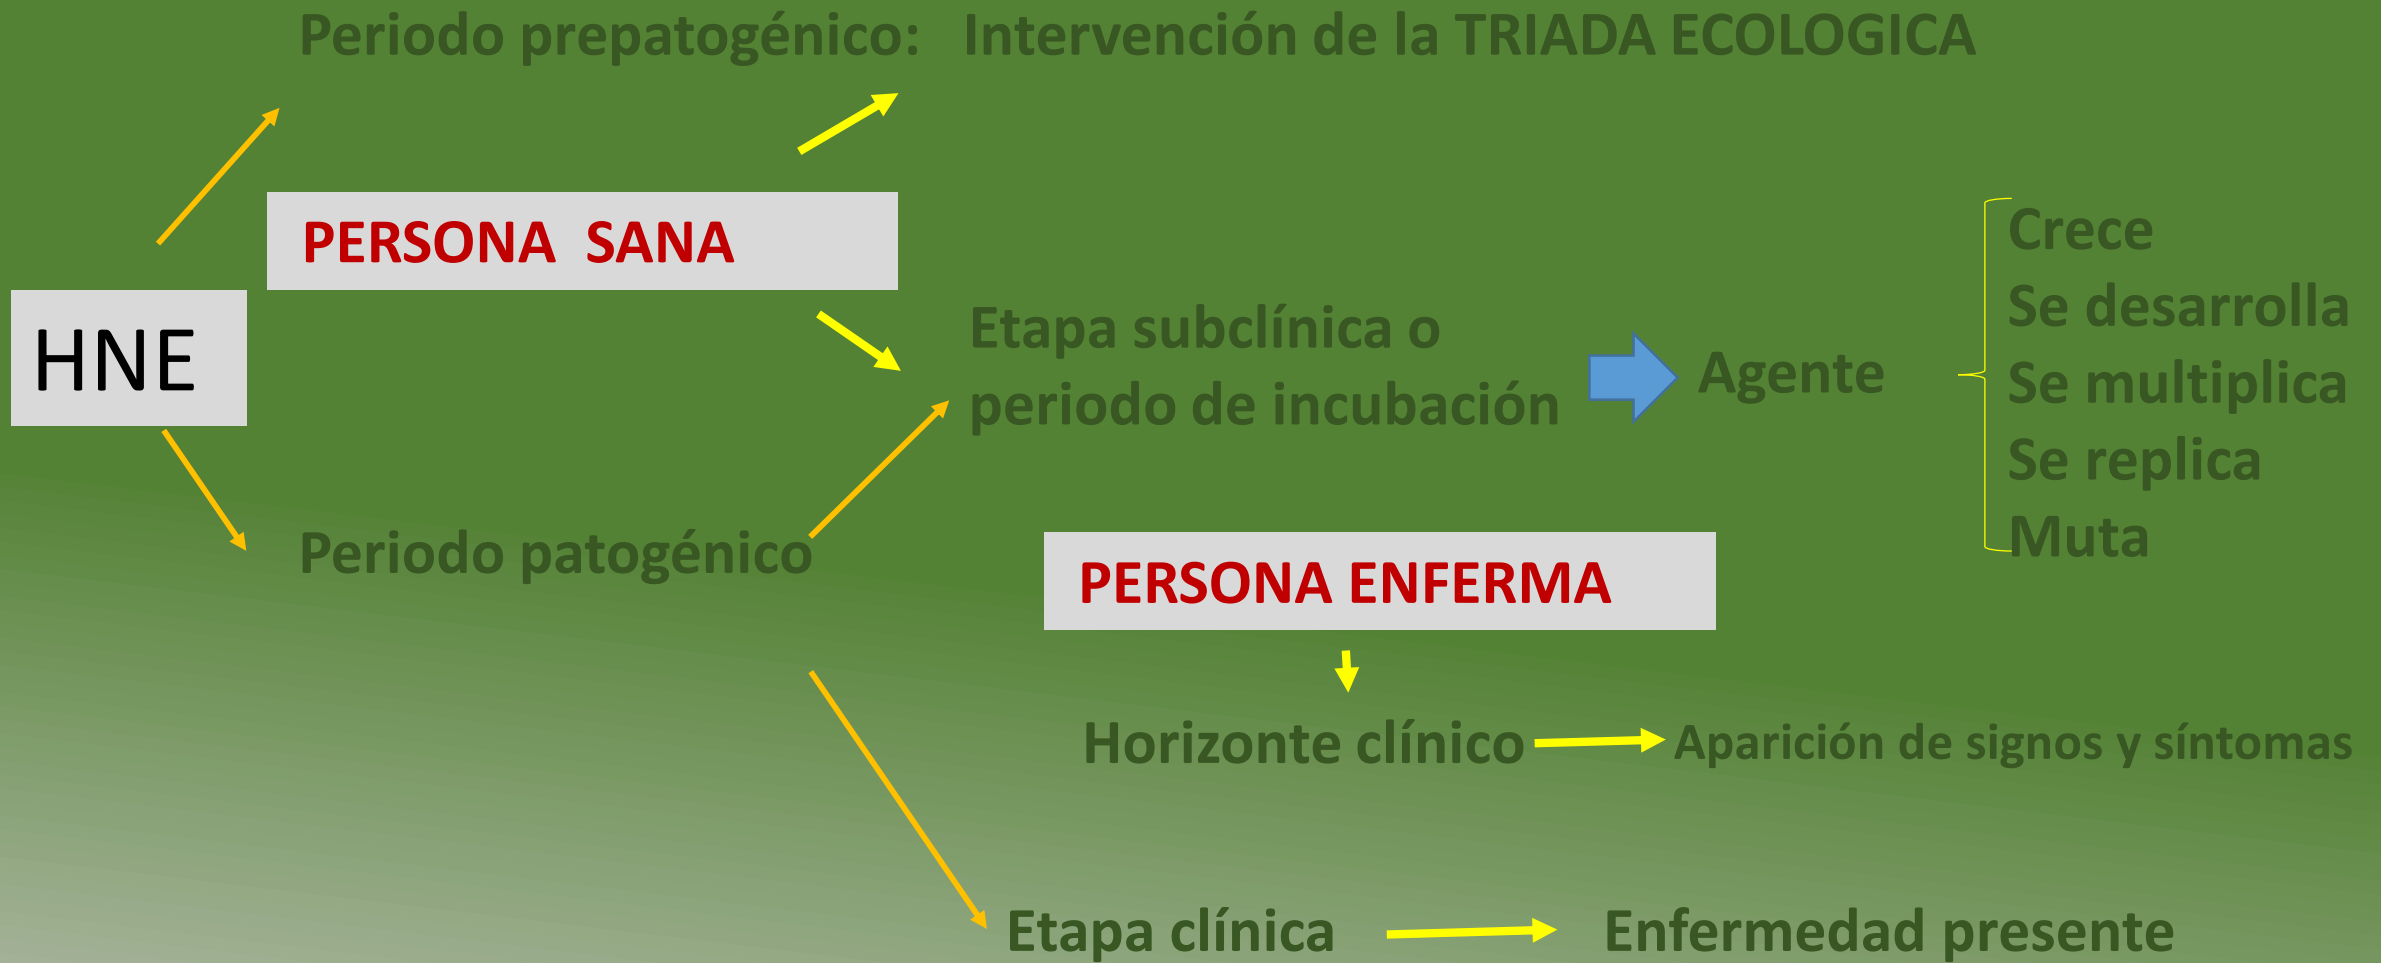 Periodo prepatogénico: Intervención de la TRIADA ECOLOGICA
PERSONA SANA
HNE
Etapa subclínica o
periodo de incubación
Agente
Crece
Se desarrolla
Se multiplica
Se replica
Muta
Periodo patogénico
PERSONA ENFERMA
Horizonte clínico
Aparición de signos y síntomas
Etapa clínica
Enfermedad presente